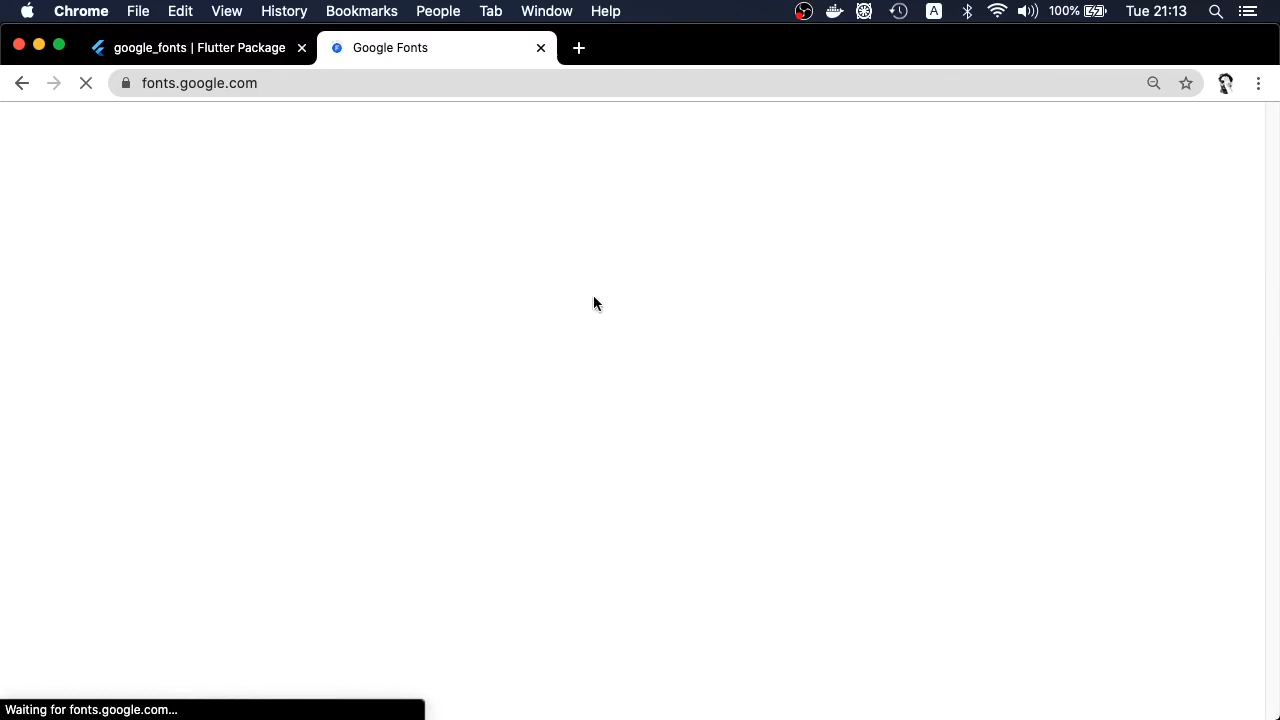 Chrome File Edit View History Bookmarks People Tab Window Help A 100% Tue 21:13
google_fonts | Flutter Package Google Fonts
fonts.google.com
Waiting for fonts.google.com...